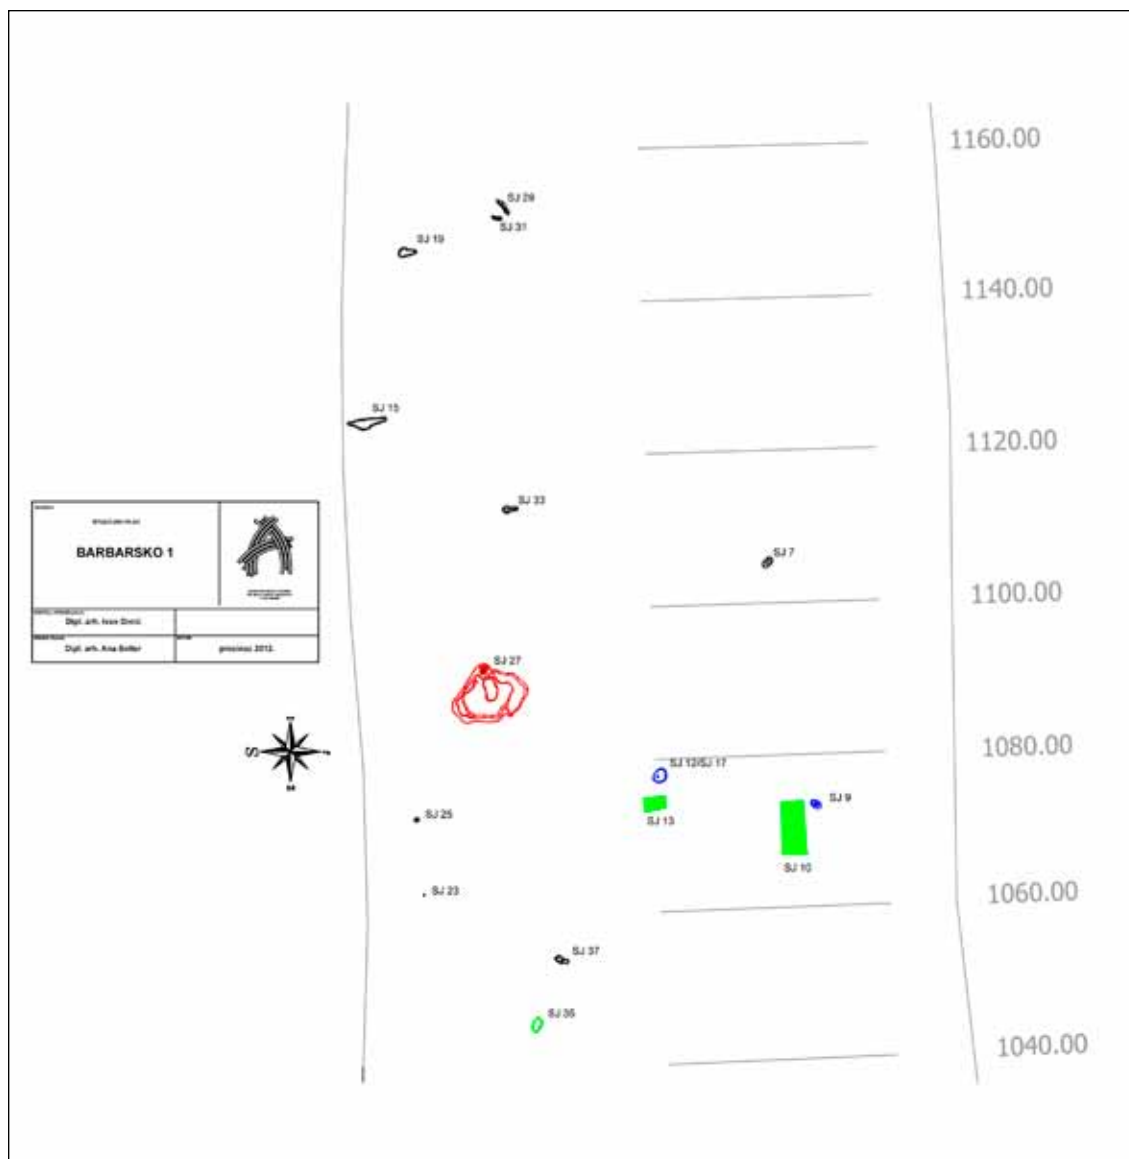 1160.00
SJ 29
SJ 31
SJ 19
1140.00
SJ 15
1120.00
SJ 33
BARBARSKO 1
SJ 7
1100.00
Dipl. arh. Ana Solter
prosinac 2012.
SJ 27
S
1080.00
SJ 12/SJ 17
SJ 9
SJ 25
SJ 13
SJ 10
SJ 23
1060.00
SJ 37
SJ 35
1040.00